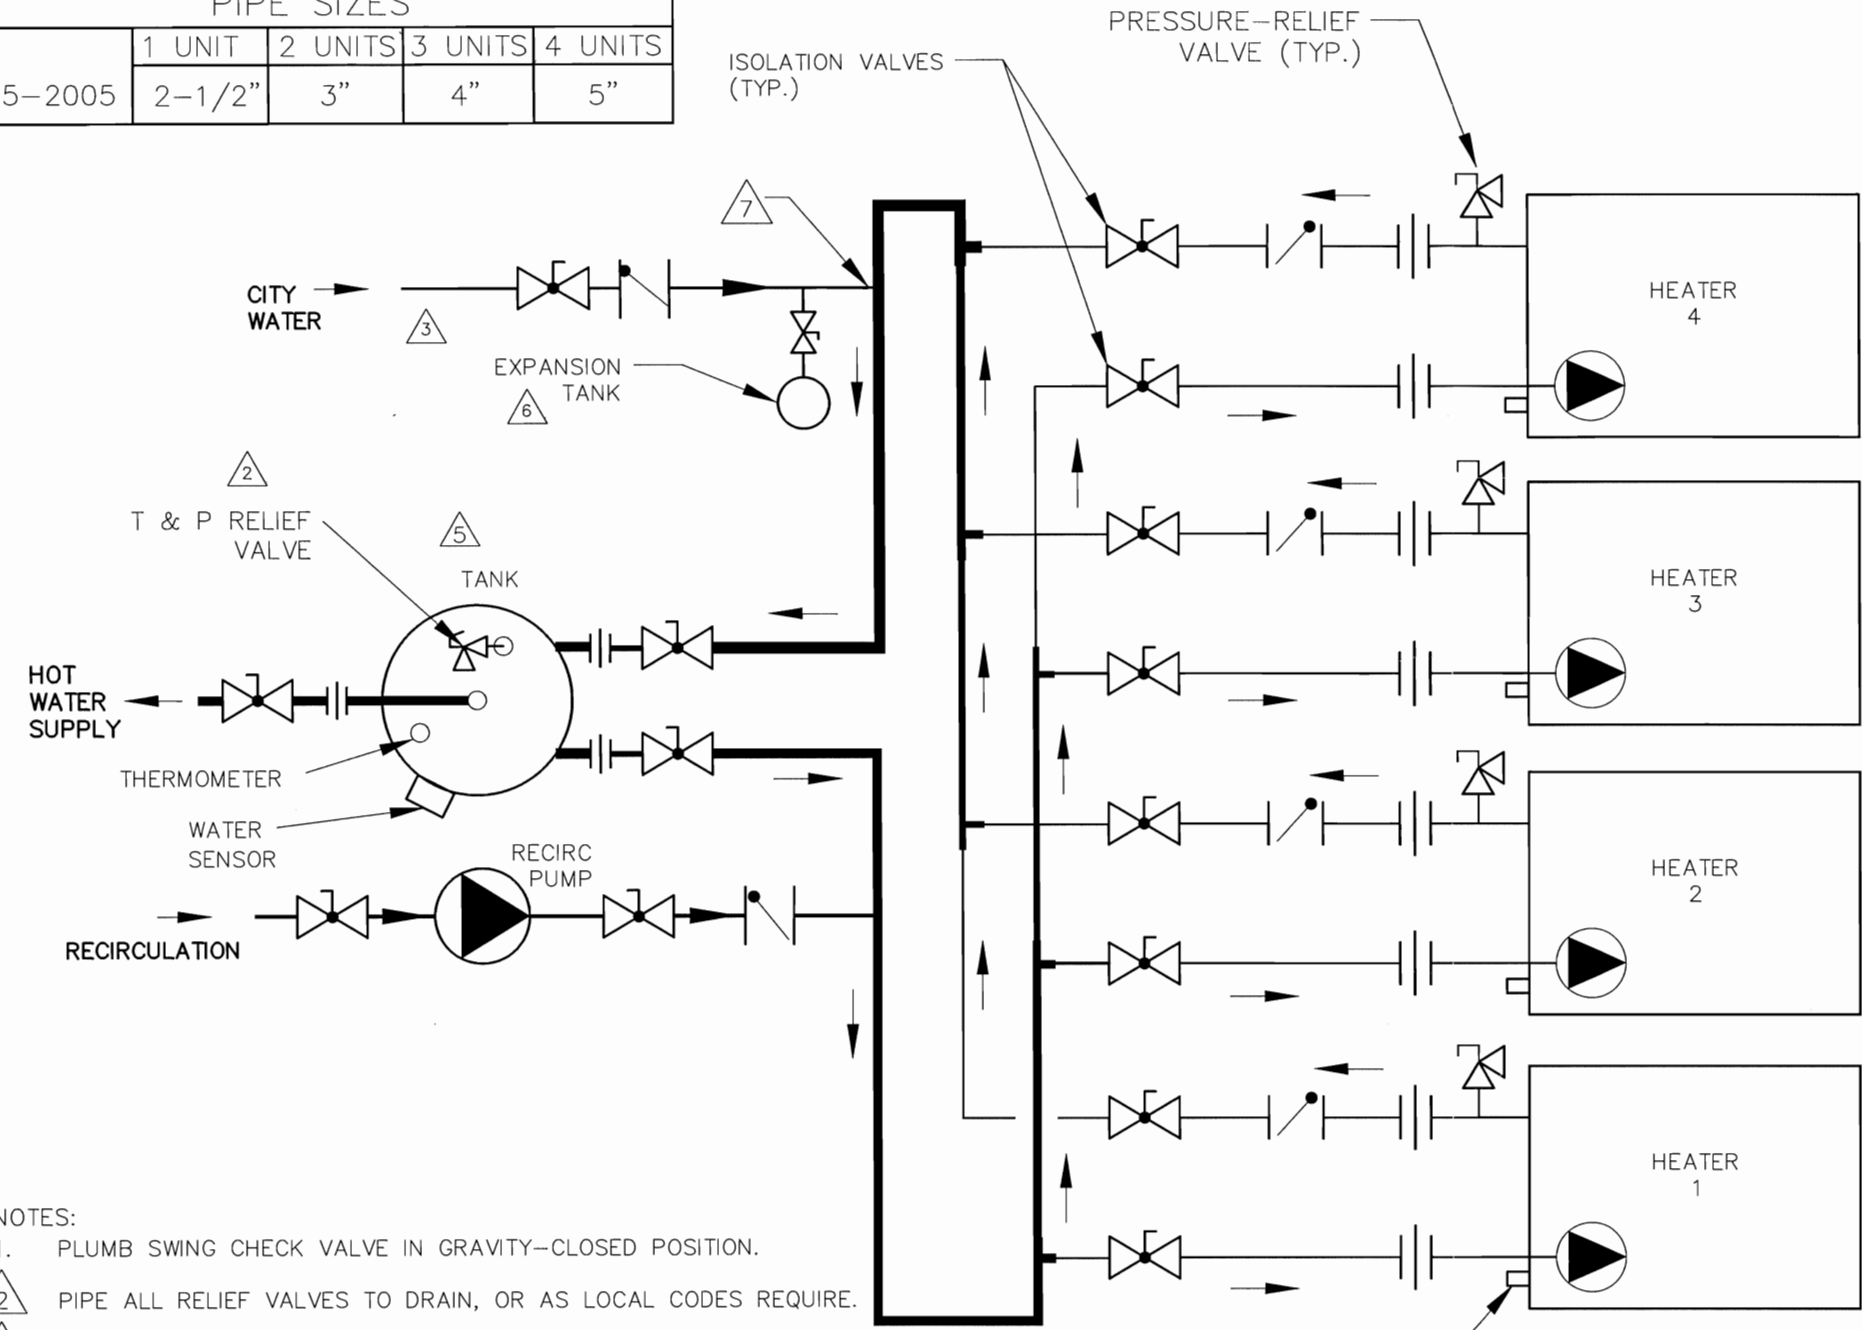 PIPE SIZES
1 UNIT 2 UNITS 3 UNITS 4 UNITS
5-2005 2-1/2" 3" 4" 5"
PRESSURE-RELIEF
VALVE (TYP.)
ISOLATION VALVES
(TYP.)
7
CITY
WATER
3
EXPANSION
TANK
6
HEATER
4
2
T & P RELIEF
VALVE
5
TANK
HEATER
3
HOT
WATER
SUPPLY
THERMOMETER
WATER
SENSOR
RECIRC
PUMP
HEATER
2
RECIRCULATION
HEATER
1
NOTES:
1. PLUMB SWING CHECK VALVE IN GRAVITY-CLOSED POSITION.
2 PIPE ALL RELIEF VALVES TO DRAIN, OR AS LOCAL CODES REQUIRE.